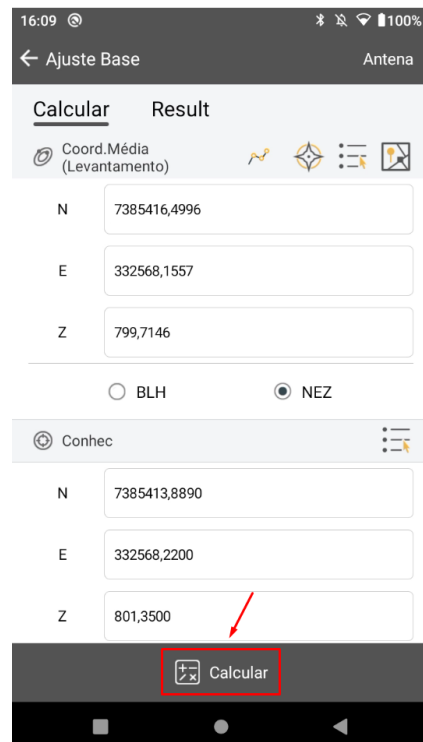 16:09 100%
Ajuste Base Antena
Calcular Result
Coord.Média
(Levantamento)
N 7385416,4996
E 332568,1557
Z 799,7146
BLH NEZ
Conhec
N 7385413,8890
E 332568,2200
Z 801,3500
Calcular